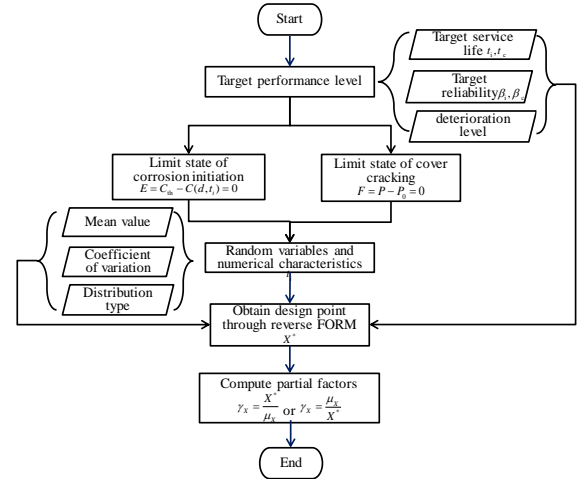 Start
Target performance level
Target service
life t_i, t_c
Target
reliability β_i, β_c
deterioration
level
Limit state of
corrosion initiation
E = C_th − C(d, t_i) = 0
Limit state of cover
cracking
F = P − P_0 = 0
Mean value
Coefficient
of variation
Distribution
type
Random variables and
numerical characteristics
Obtain design point
through reverse FORM
X*
Compute partial factors
γ_X = X*/μ_X or γ_X = μ_X/X*
End